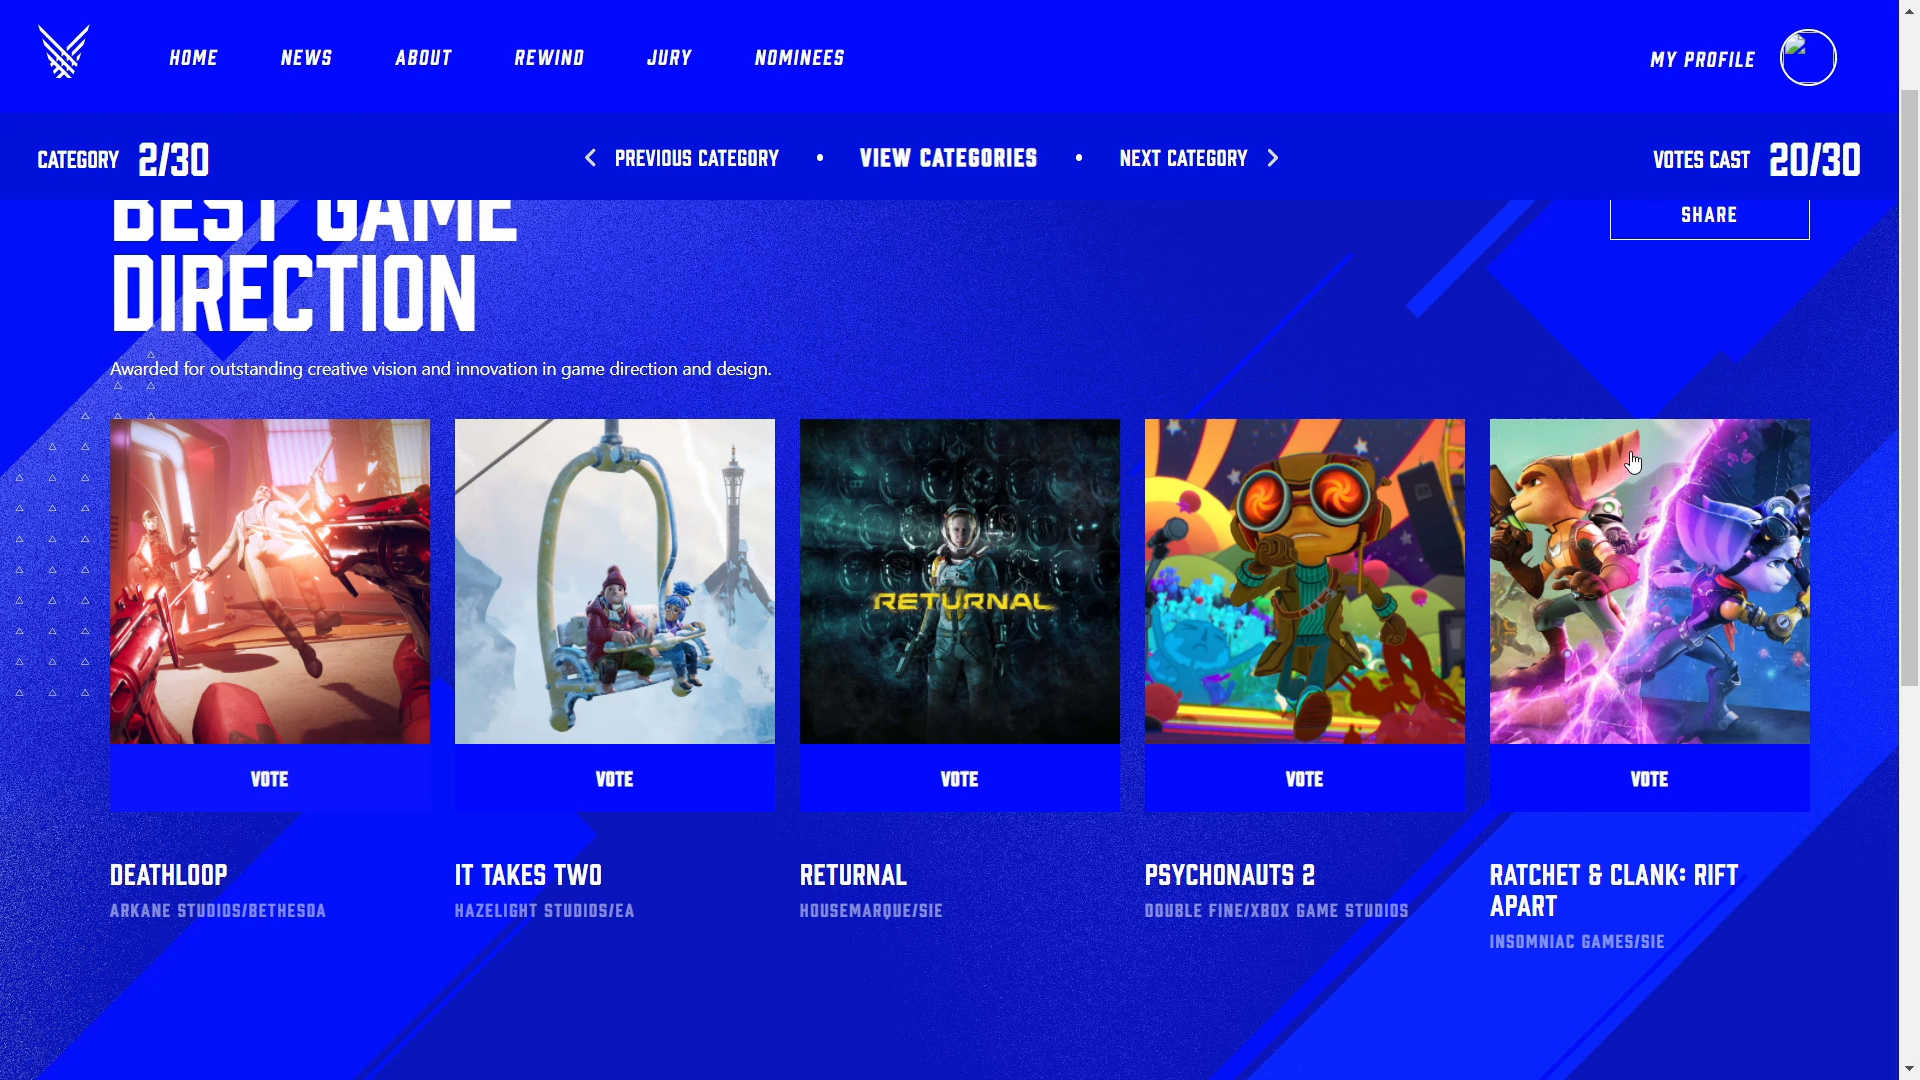 HOME NEWS ABOUT REWIND JURY NOMINEES MY PROFILE
CATEGORY 2/30 PREVIOUS CATEGORY • VIEW CATEGORIES • NEXT CATEGORY VOTES CAST 20/30
BEST GAME
DIRECTION
SHARE
Awarded for outstanding creative vision and innovation in game direction and design.
RETURNAL
VOTE VOTE VOTE VOTE VOTE
DEATHLOOP
ARKANE STUDIOS/BETHESDA
IT TAKES TWO
HAZELIGHT STUDIOS/EA
RETURNAL
HOUSEMARQUE/SIE
PSYCHONAUTS 2
DOUBLE FINE/XBOX GAME STUDIOS
RATCHET & CLANK: RIFT
APART
INSOMNIAC GAMES/SIE